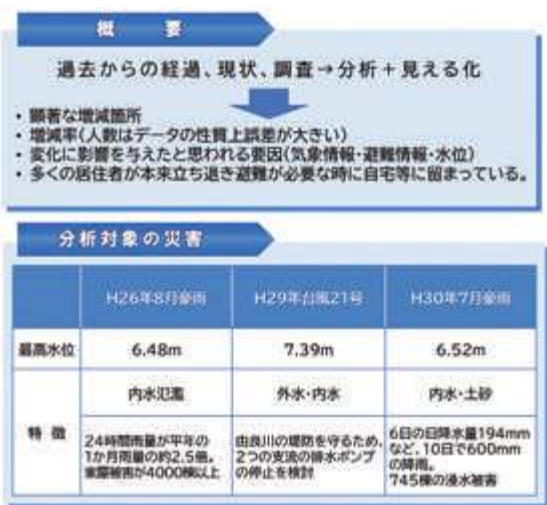 概 要
過去からの経過、現状、調査→分析+見える化
・ 顕著な増減箇所
・ 増減率(人数はデータの性質上誤差が大きい)
・ 変化に影響を与えたと思われる要因(気象情報・避難情報・水位)
・ 多くの居住者が本来立ち退き避難が必要な時に自宅等に留まっている。
分析対象の災害
H26年8月豪雨 H29年台風21号 H30年7月豪雨
最高水位 6.48m 7.39m 6.52m
特 徴
内水氾濫 外水・内水 内水・土砂
24時間雨量が平年の
1か月雨量の約2.5倍。
家屋被害が4000棟以上
由良川の堤防を守るため、
2つの支流の排水ポンプ
の停止を検討
6日の日降水量194mm
など、10日で600mm
の降雨。
745棟の浸水被害